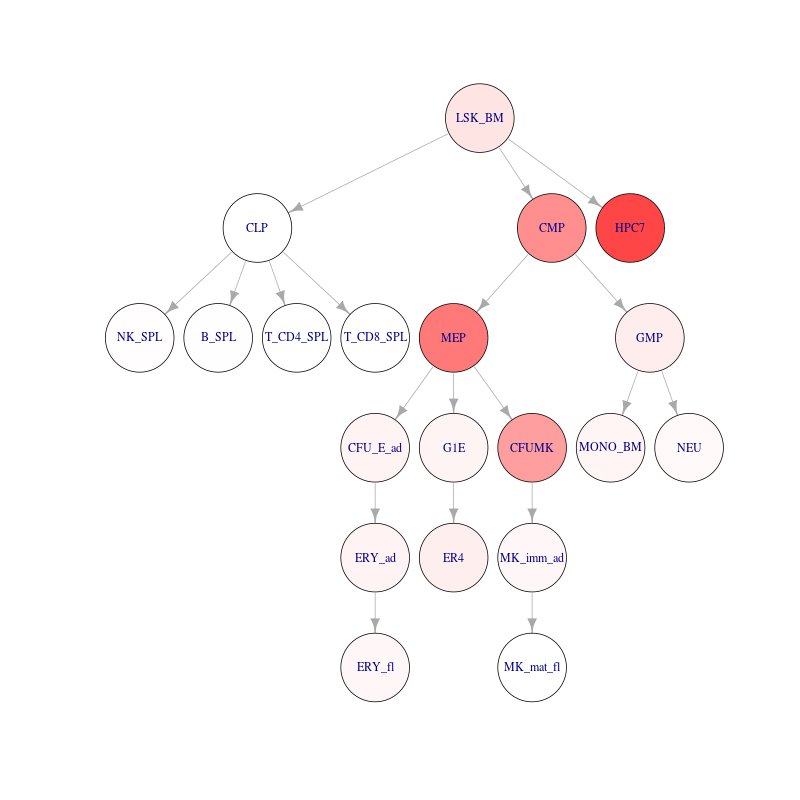 LSK_BM
CLP
CMP
HPC7
NK_SPL
B_SPL
T_CD4_SPL
T_CD8_SPL
MEP
GMP
CFU_E_ad
G1E
CFUMK
MONO_BM
NEU
ERY_ad
ER4
MK_imm_ad
ERY_fl
MK_mat_fl